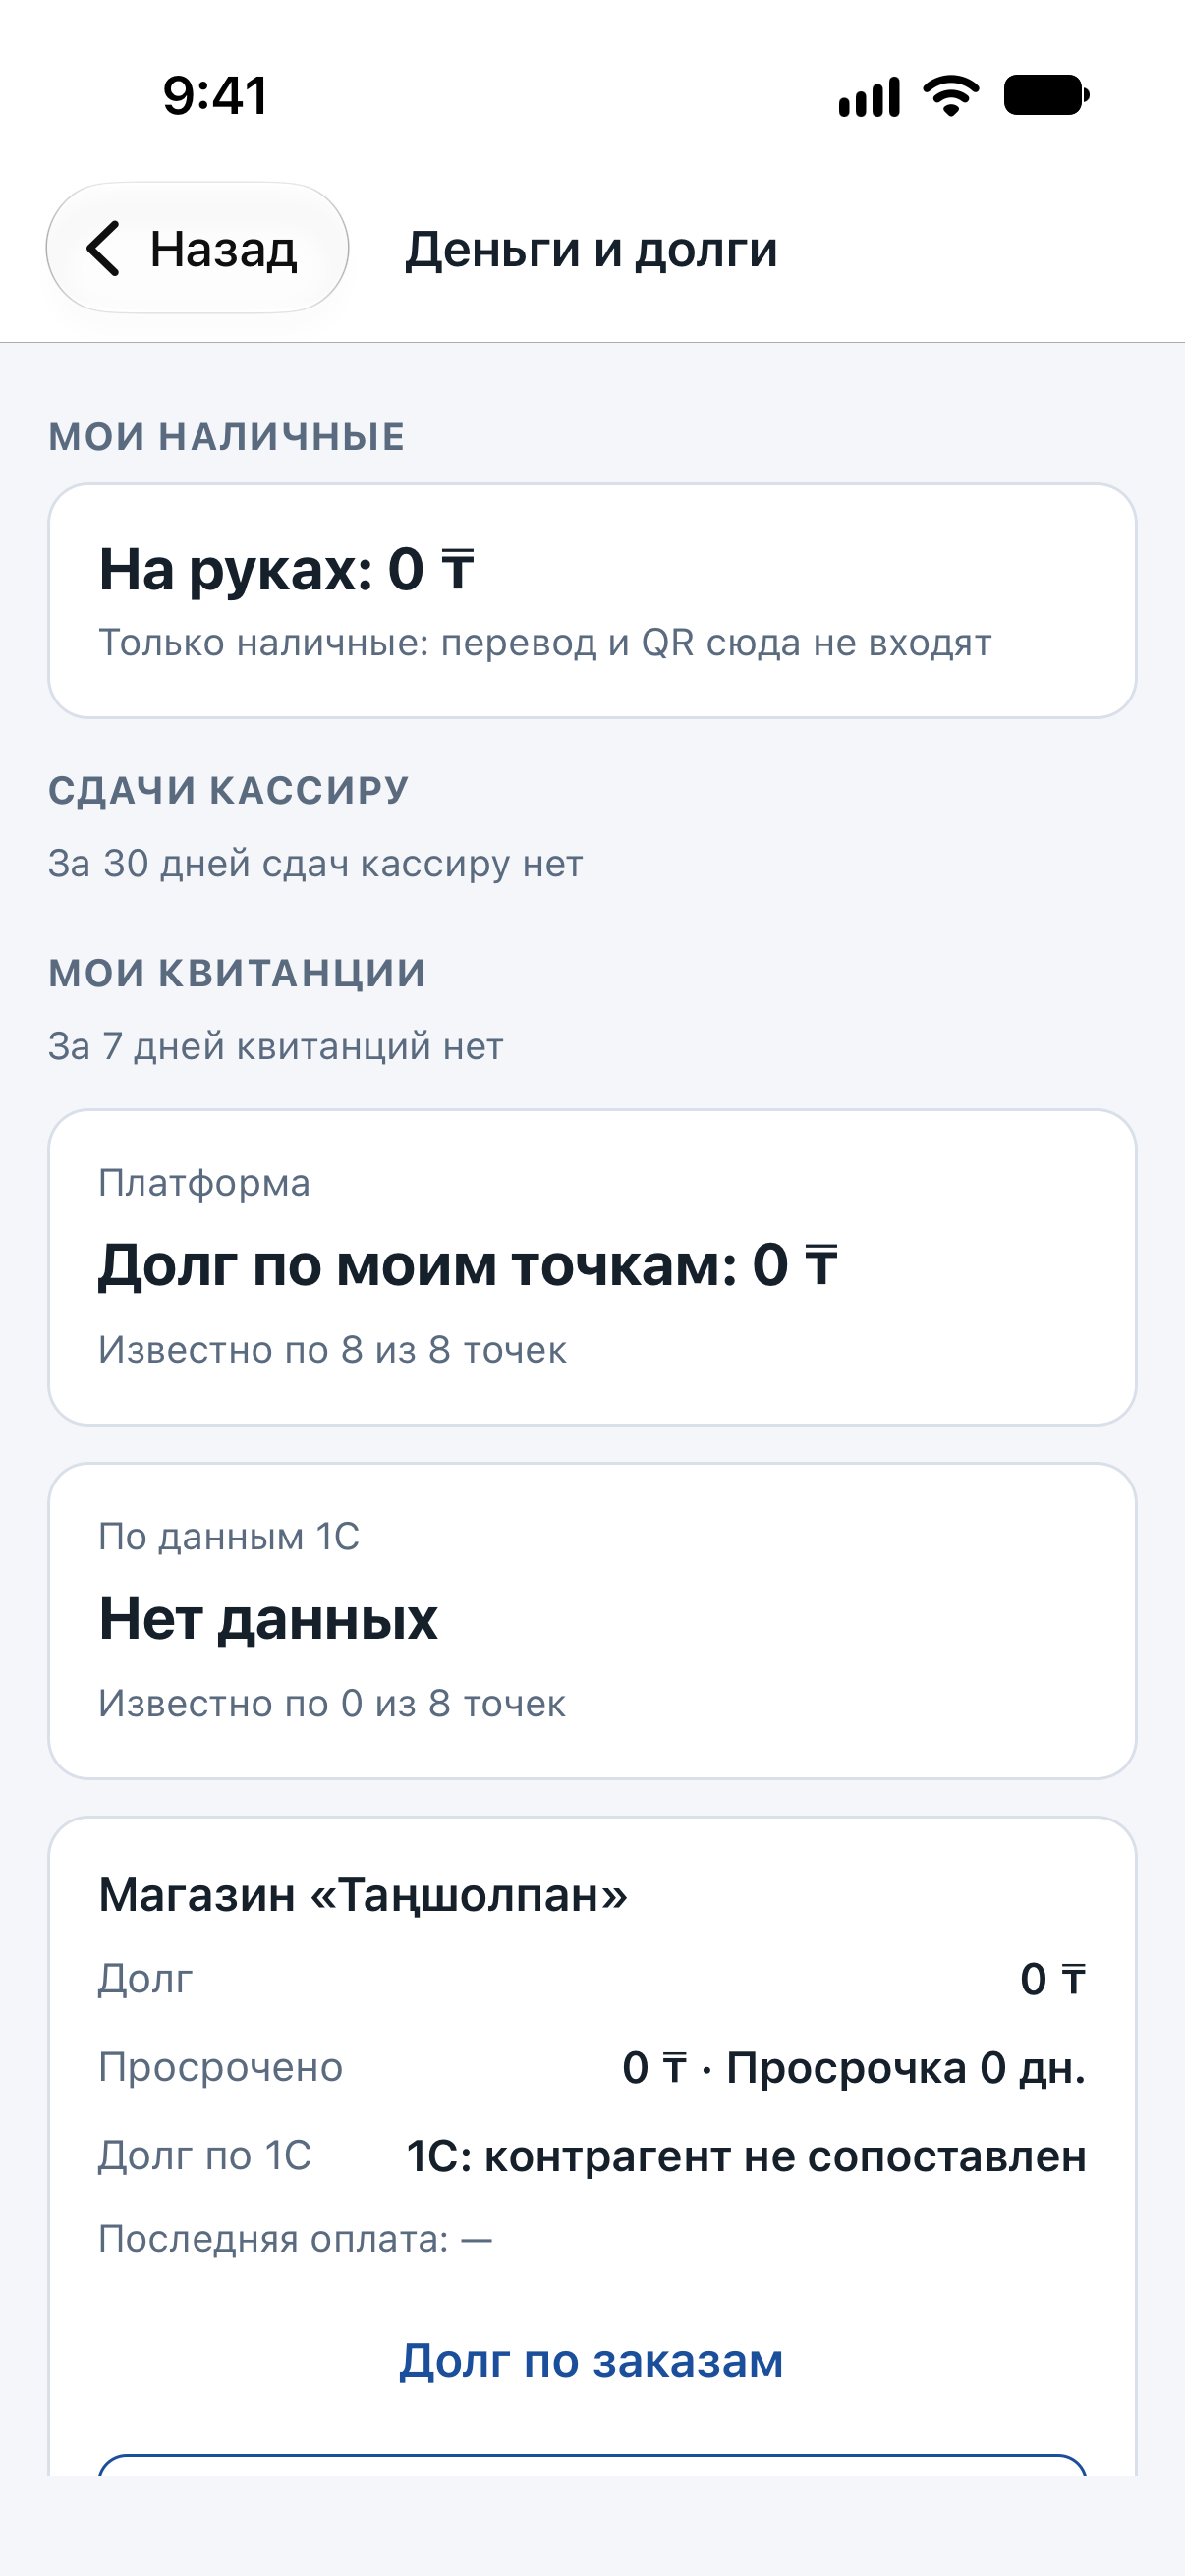 9:41
Назад
Деньги и долги
МОИ НАЛИЧНЫЕ
На руках: 0 ₸
Только наличные: перевод и QR сюда не входят
СДАЧИ КАССИРУ
За 30 дней сдач кассиру нет
МОИ КВИТАНЦИИ
За 7 дней квитанций нет
Платформа
Долг по моим точкам: 0 ₸
Известно по 8 из 8 точек
По данным 1С
Нет данных
Известно по 0 из 8 точек
Магазин «Таңшолпан»
Долг 0 ₸
Просрочено 0 ₸ · Просрочка 0 дн.
Долг по 1С 1С: контрагент не сопоставлен
Последняя оплата: —
Долг по заказам